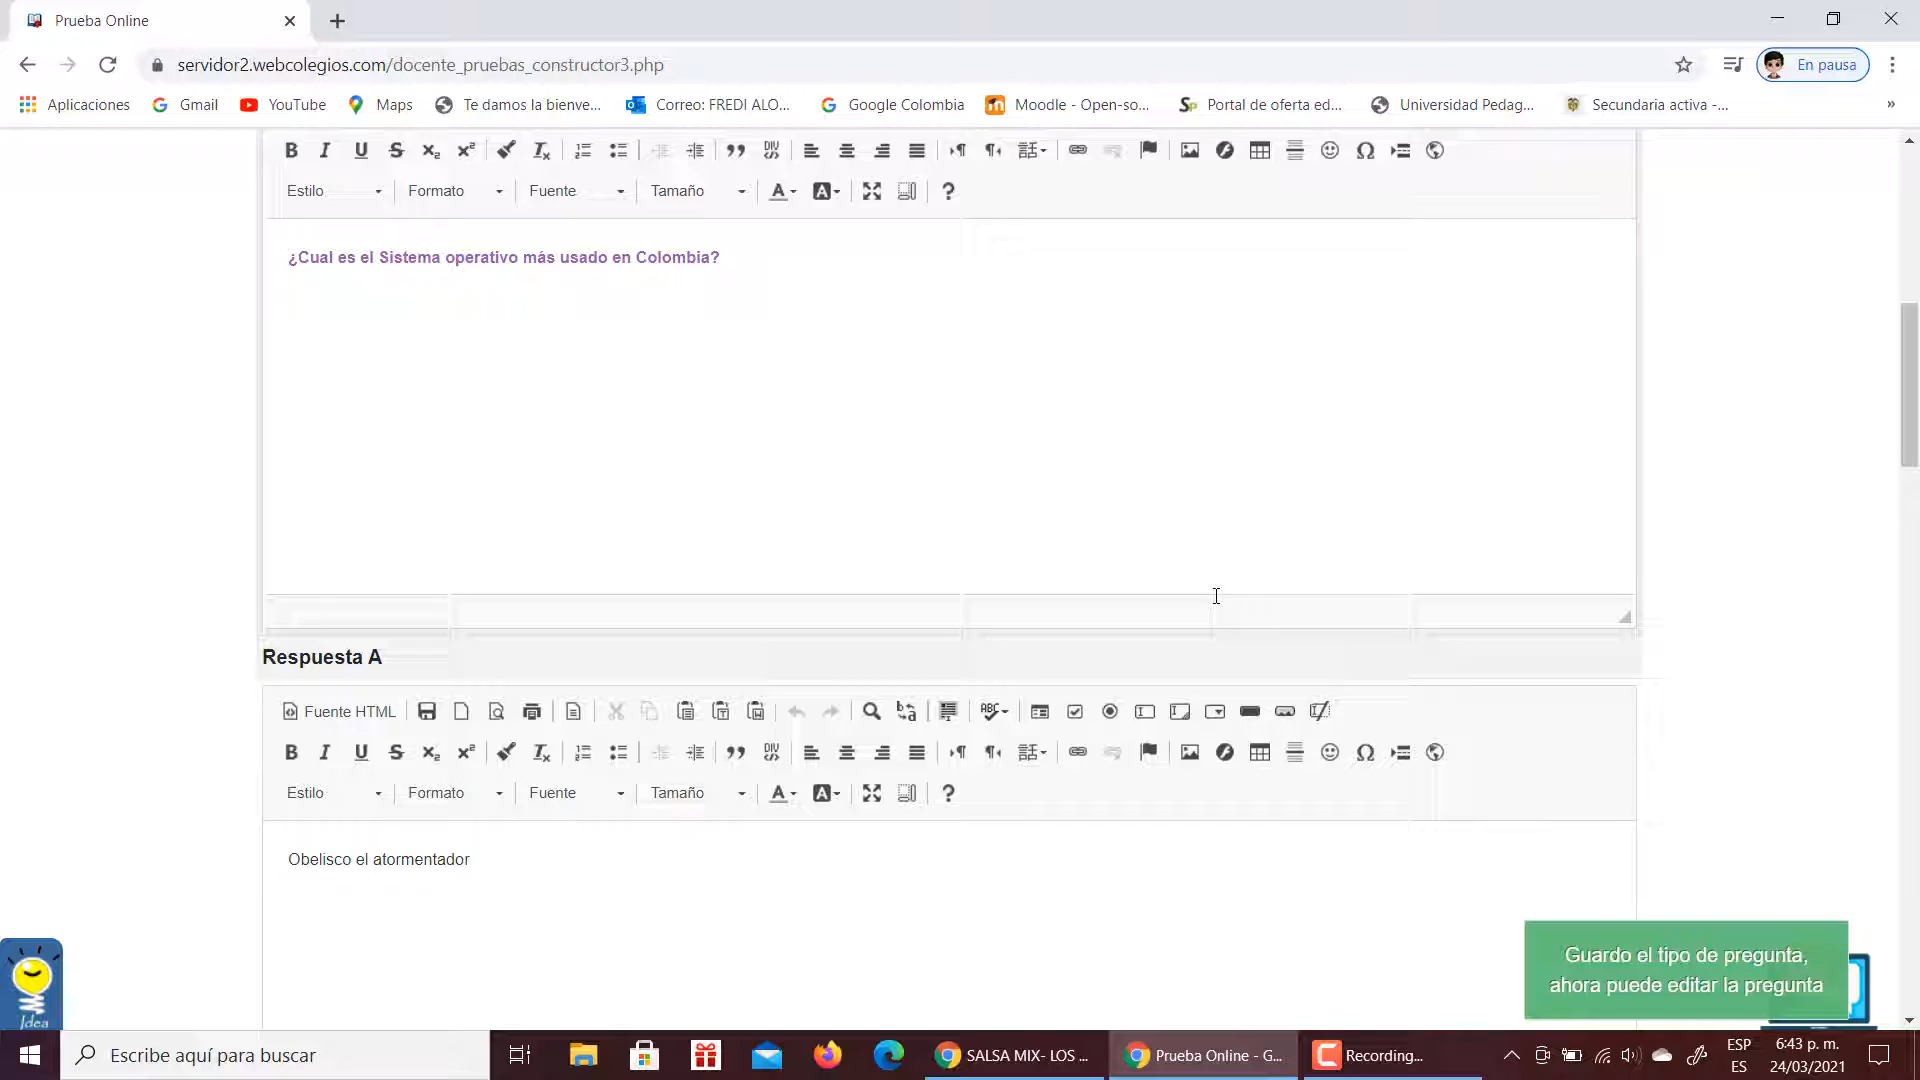 Prueba Online
servidor2.webcolegios.com/docente_pruebas_constructor3.php
En pausa
Aplicaciones
Gmail
YouTube
Maps
Te damos la bienve...
Correo: FREDI ALO...
Google Colombia
Moodle - Open-so...
Portal de oferta ed...
Universidad Pedag...
Secundaria activa -...
»
Estilo
Formato
Fuente
Tamaño
¿Cual es el Sistema operativo más usado en Colombia?
Respuesta A
Fuente HTML
Estilo
Formato
Fuente
Tamaño
Obelisco el atormentador
Guardo el tipo de pregunta,
ahora puede editar la pregunta
Idea
Escribe aquí para buscar
SALSA MIX- LOS ...
Prueba Online - G...
Recording...
ESP
ES
6:43 p. m.
24/03/2021